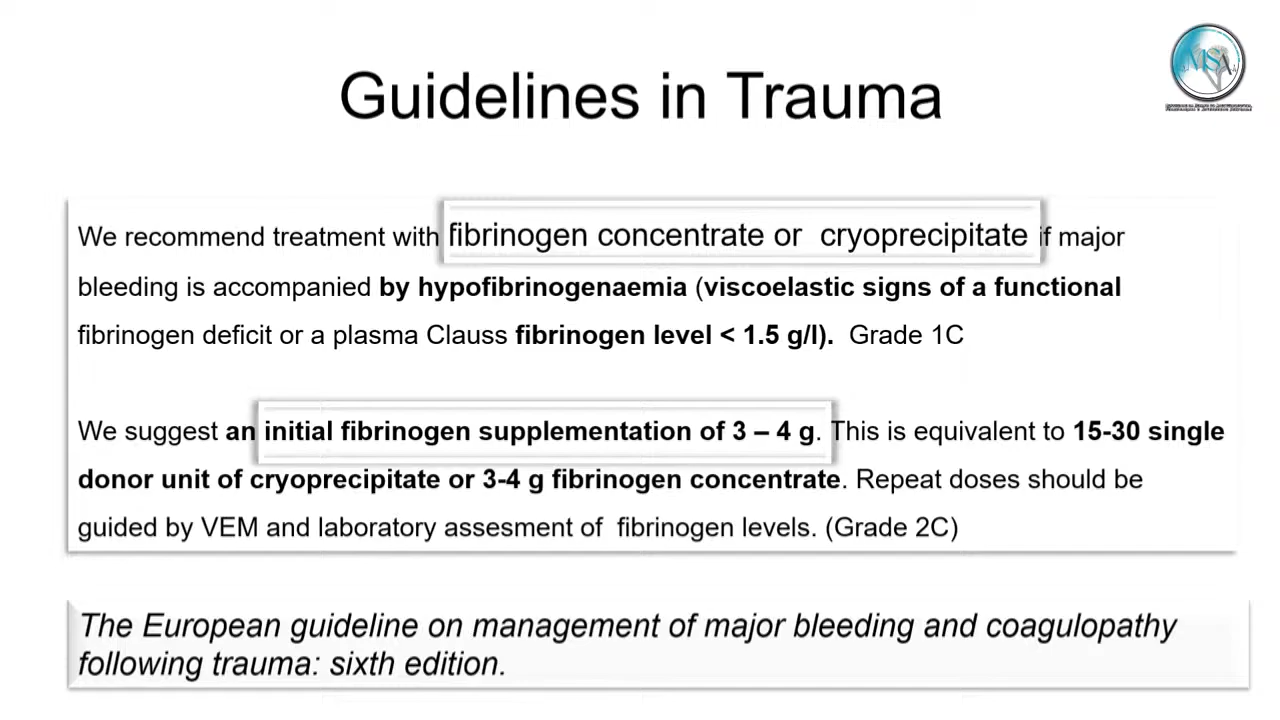 MSA
Guidelines in Trauma
We recommend treatment with fibrinogen concentrate or cryoprecipitate if major
bleeding is accompanied by hypofibrinogenaemia (viscoelastic signs of a functional
fibrinogen deficit or a plasma Clauss fibrinogen level < 1.5 g/l). Grade 1C
We suggest an initial fibrinogen supplementation of 3 – 4 g. This is equivalent to 15-30 single
donor unit of cryoprecipitate or 3-4 g fibrinogen concentrate. Repeat doses should be
guided by VEM and laboratory assesment of fibrinogen levels. (Grade 2C)
The European guideline on management of major bleeding and coagulopathy
following trauma: sixth edition.